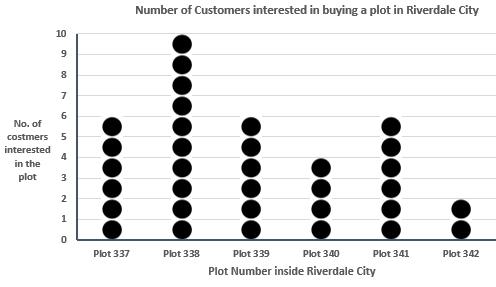 Number of Customers interested in buying a plot in Riverdale City
10
9
8
7
6
5
4
3
2
1
0
No. of
costmers
interested
in the
plot
Plot 337 Plot 338 Plot 339 Plot 340 Plot 341 Plot 342
Plot Number inside Riverdale City